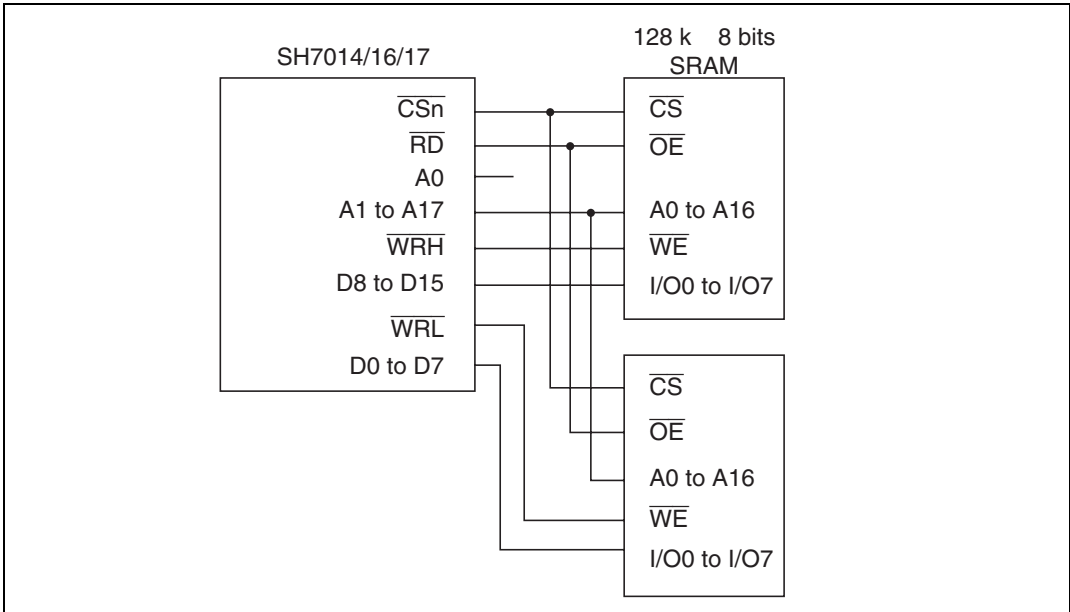 SH7014/16/17
CSn
RD
A0
A1 to A17
WRH
D8 to D15
WRL
D0 to D7
128 k 8 bits
SRAM
CS
OE
A0 to A16
WE
I/O0 to I/O7
CS
OE
A0 to A16
WE
I/O0 to I/O7